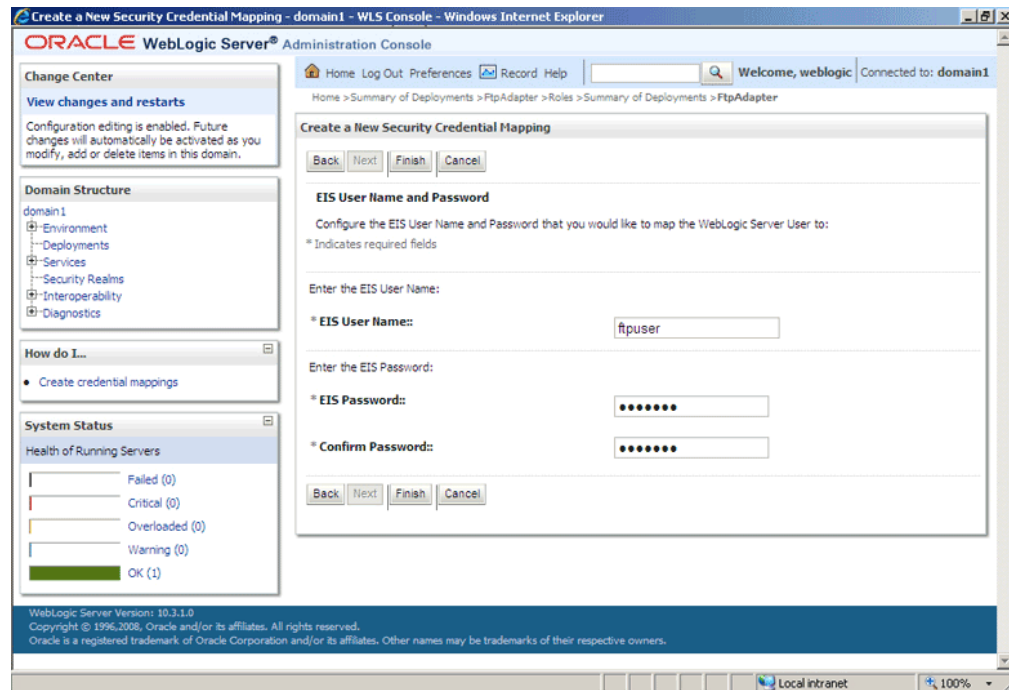 Create a New Security Credential Mapping - domain1 - WLS Console - Windows Internet Explorer
ORACLE WebLogic Server® Administration Console
Change Center
View changes and restarts
Configuration editing is enabled. Future
changes will automatically be activated as you
modify, add or delete items in this domain.
Domain Structure
domain1
Environment
Deployments
Services
Security Realms
Interoperability
Diagnostics
How do I...
Create credential mappings
System Status
Health of Running Servers
Failed (0)
Critical (0)
Overloaded (0)
Warning (0)
OK (1)
Home Log Out Preferences Record Help
Welcome, weblogic Connected to: domain1
Home >Summary of Deployments >FtpAdapter >Roles >Summary of Deployments >FtpAdapter
Create a New Security Credential Mapping
Back Next Finish Cancel
EIS User Name and Password
Configure the EIS User Name and Password that you would like to map the WebLogic Server User to:
* Indicates required fields
Enter the EIS User Name:
* EIS User Name:: ftpuser
Enter the EIS Password:
* EIS Password:: •••••••
* Confirm Password:: •••••••
Back Next Finish Cancel
WebLogic Server Version: 10.3.1.0
Copyright © 1996,2008, Oracle and/or its affiliates. All rights reserved.
Oracle is a registered trademark of Oracle Corporation and/or its affiliates. Other names may be trademarks of their respective owners.
Local intranet 100%